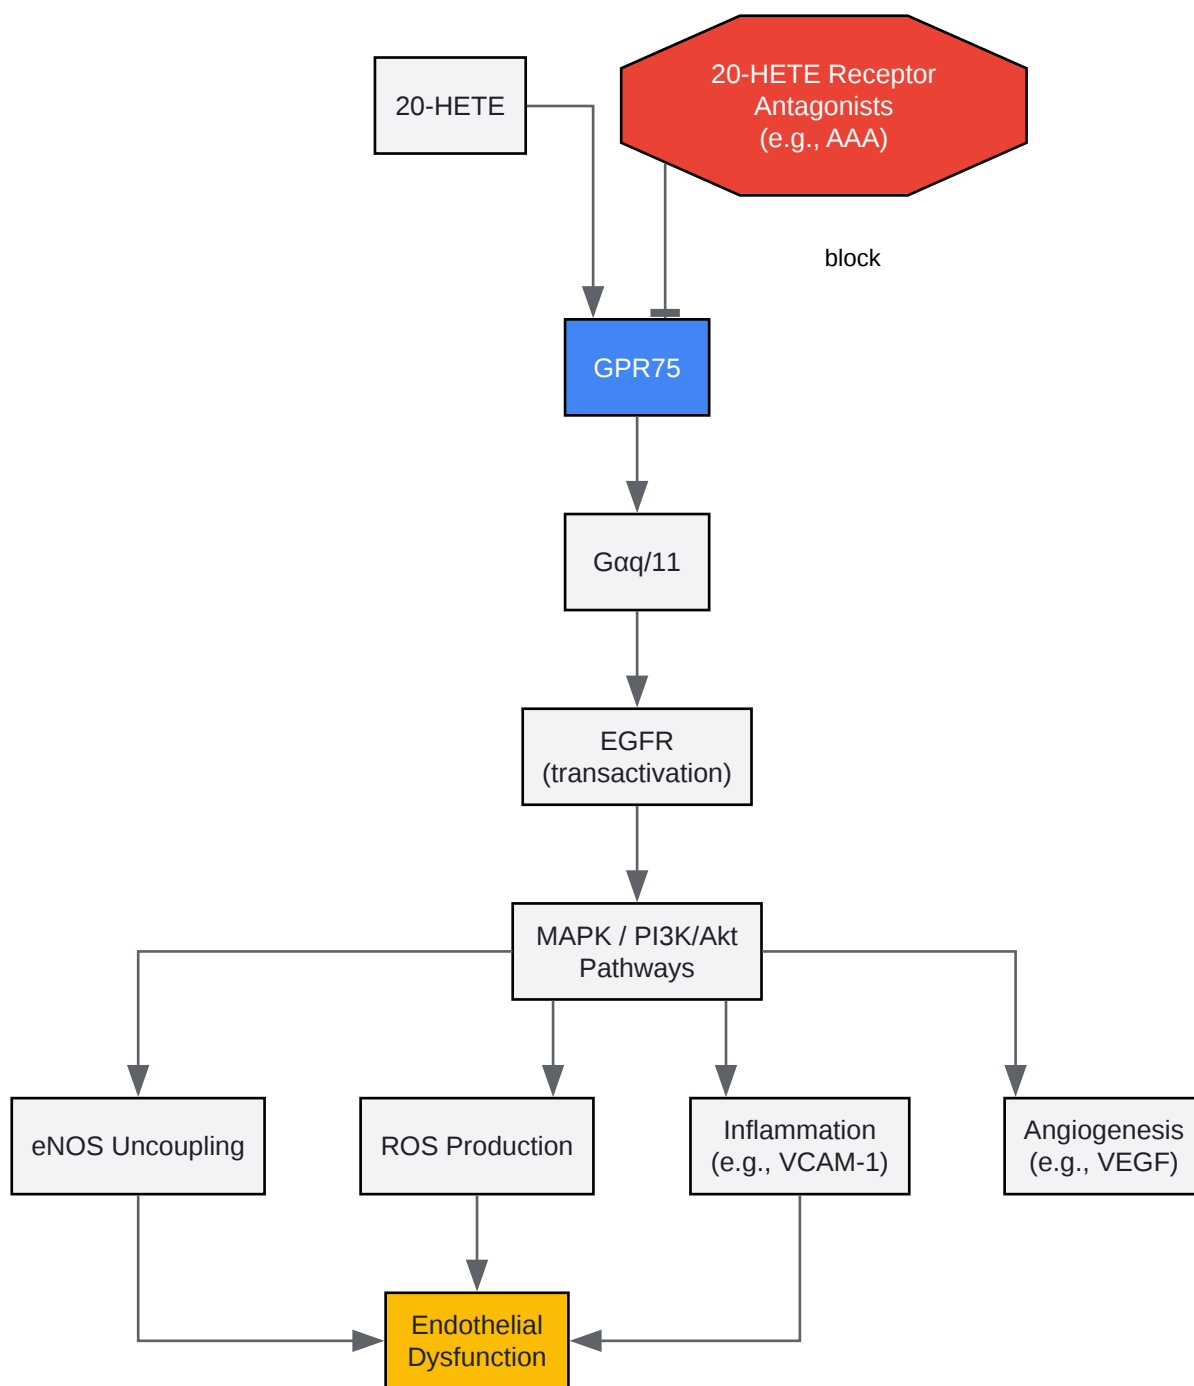 20-HETE
20-HETE Receptor
Antagonists
(e.g., AAA)
block
GPR75
Gαq/11
EGFR
(transactivation)
MAPK / PI3K/Akt
Pathways
eNOS Uncoupling
ROS Production
Inflammation
(e.g., VCAM-1)
Angiogenesis
(e.g., VEGF)
Endothelial
Dysfunction